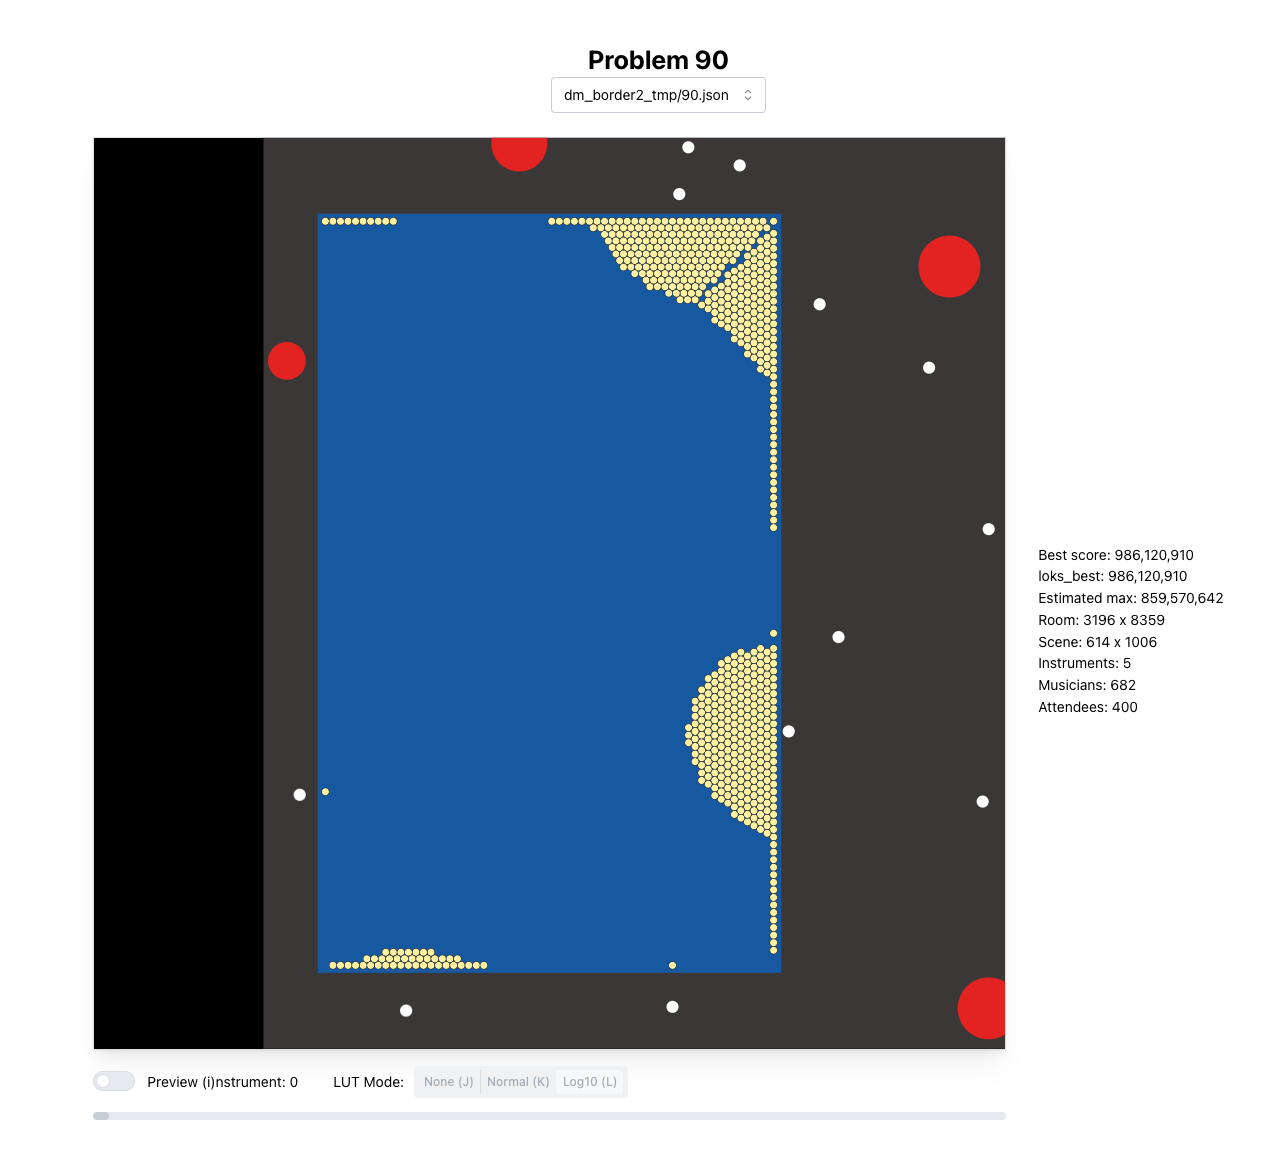 Problem 90
dm_border2_tmp/90.json
Best score: 986,120,910
loks_best: 986,120,910
Estimated max: 859,570,642
Room: 3196 x 8359
Scene: 614 x 1006
Instruments: 5
Musicians: 682
Attendees: 400
Preview (i)nstrument: 0 LUT Mode: None (J) Normal (K) Log10 (L)